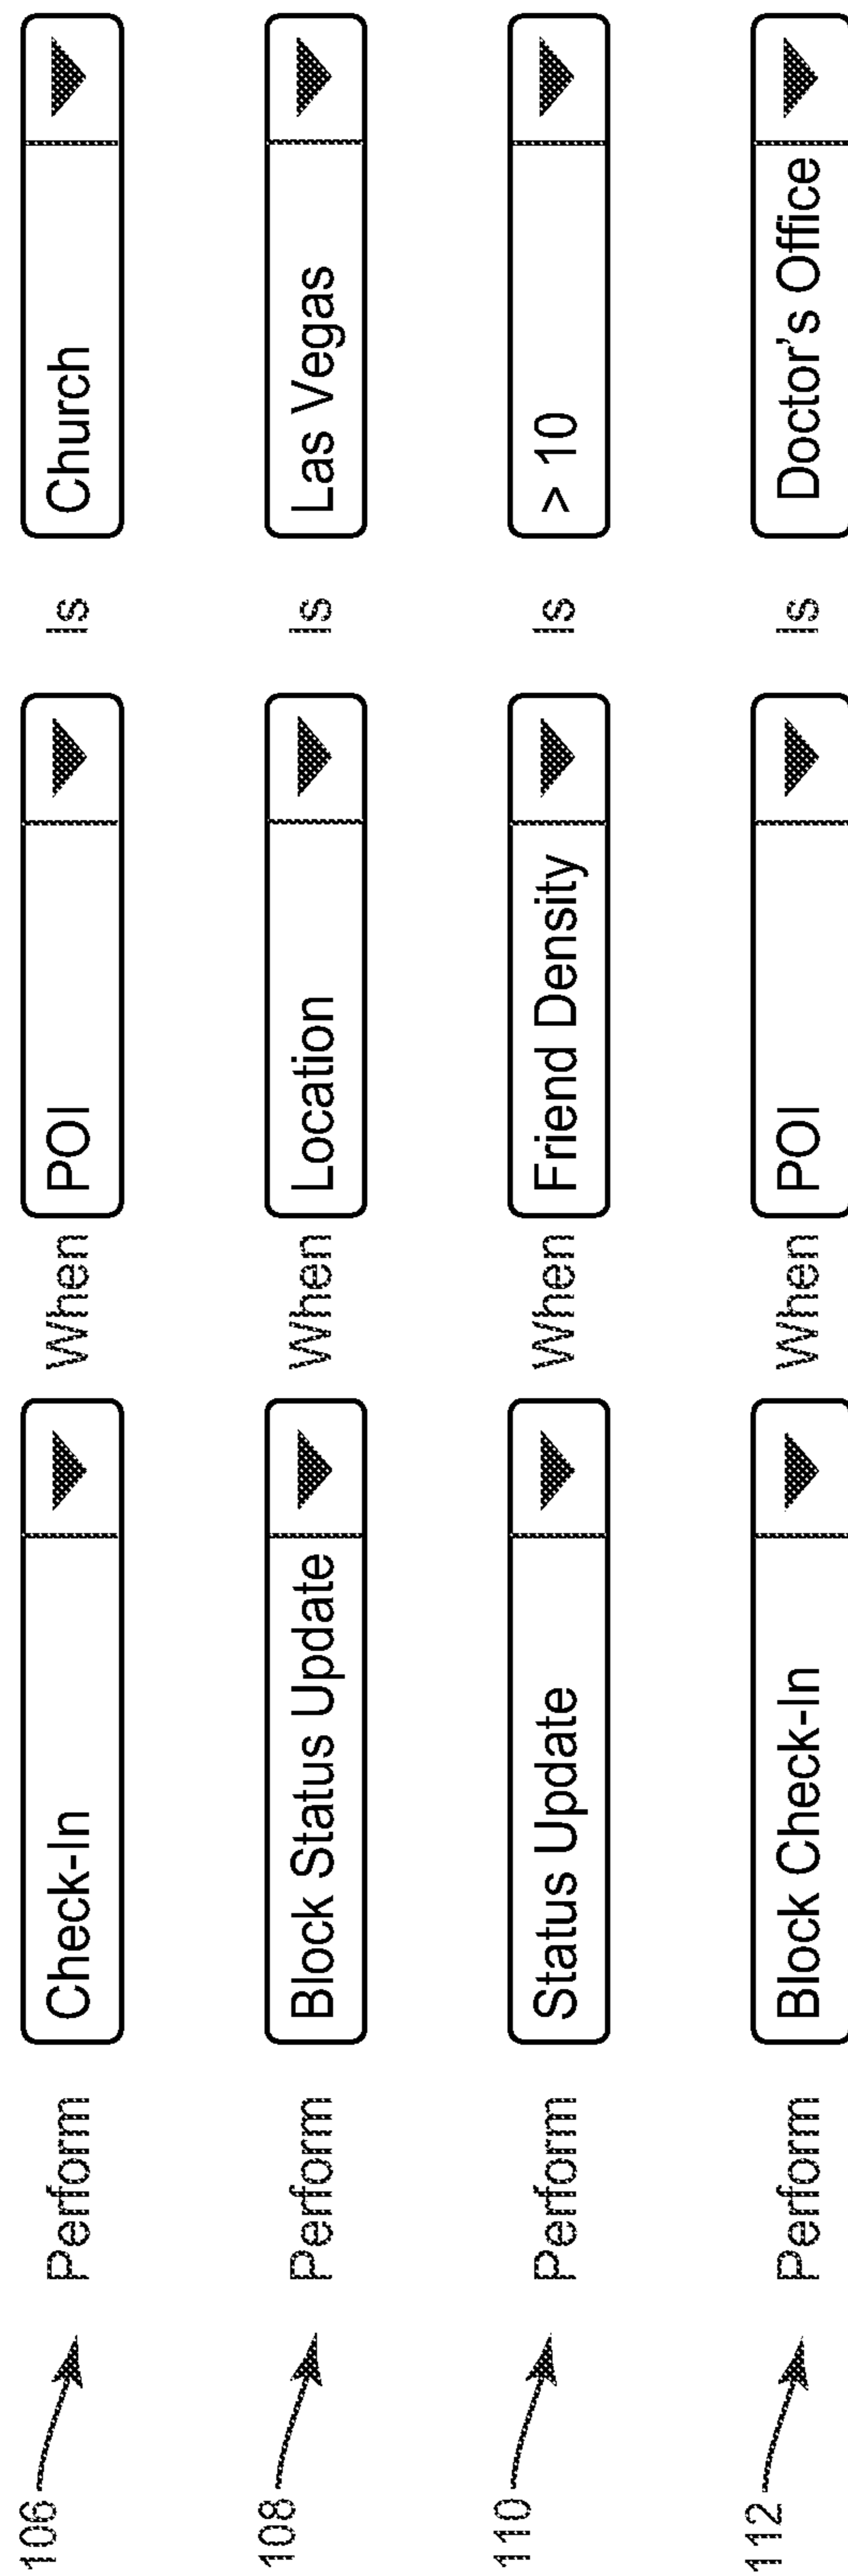 106 Perform Check-In When POI Is Church
108 Perform Block Status Update When Location Is Las Vegas
110 Perform Status Update When Friend Density Is > 10
112 Perform Block Check-In When POI Is Doctor's Office